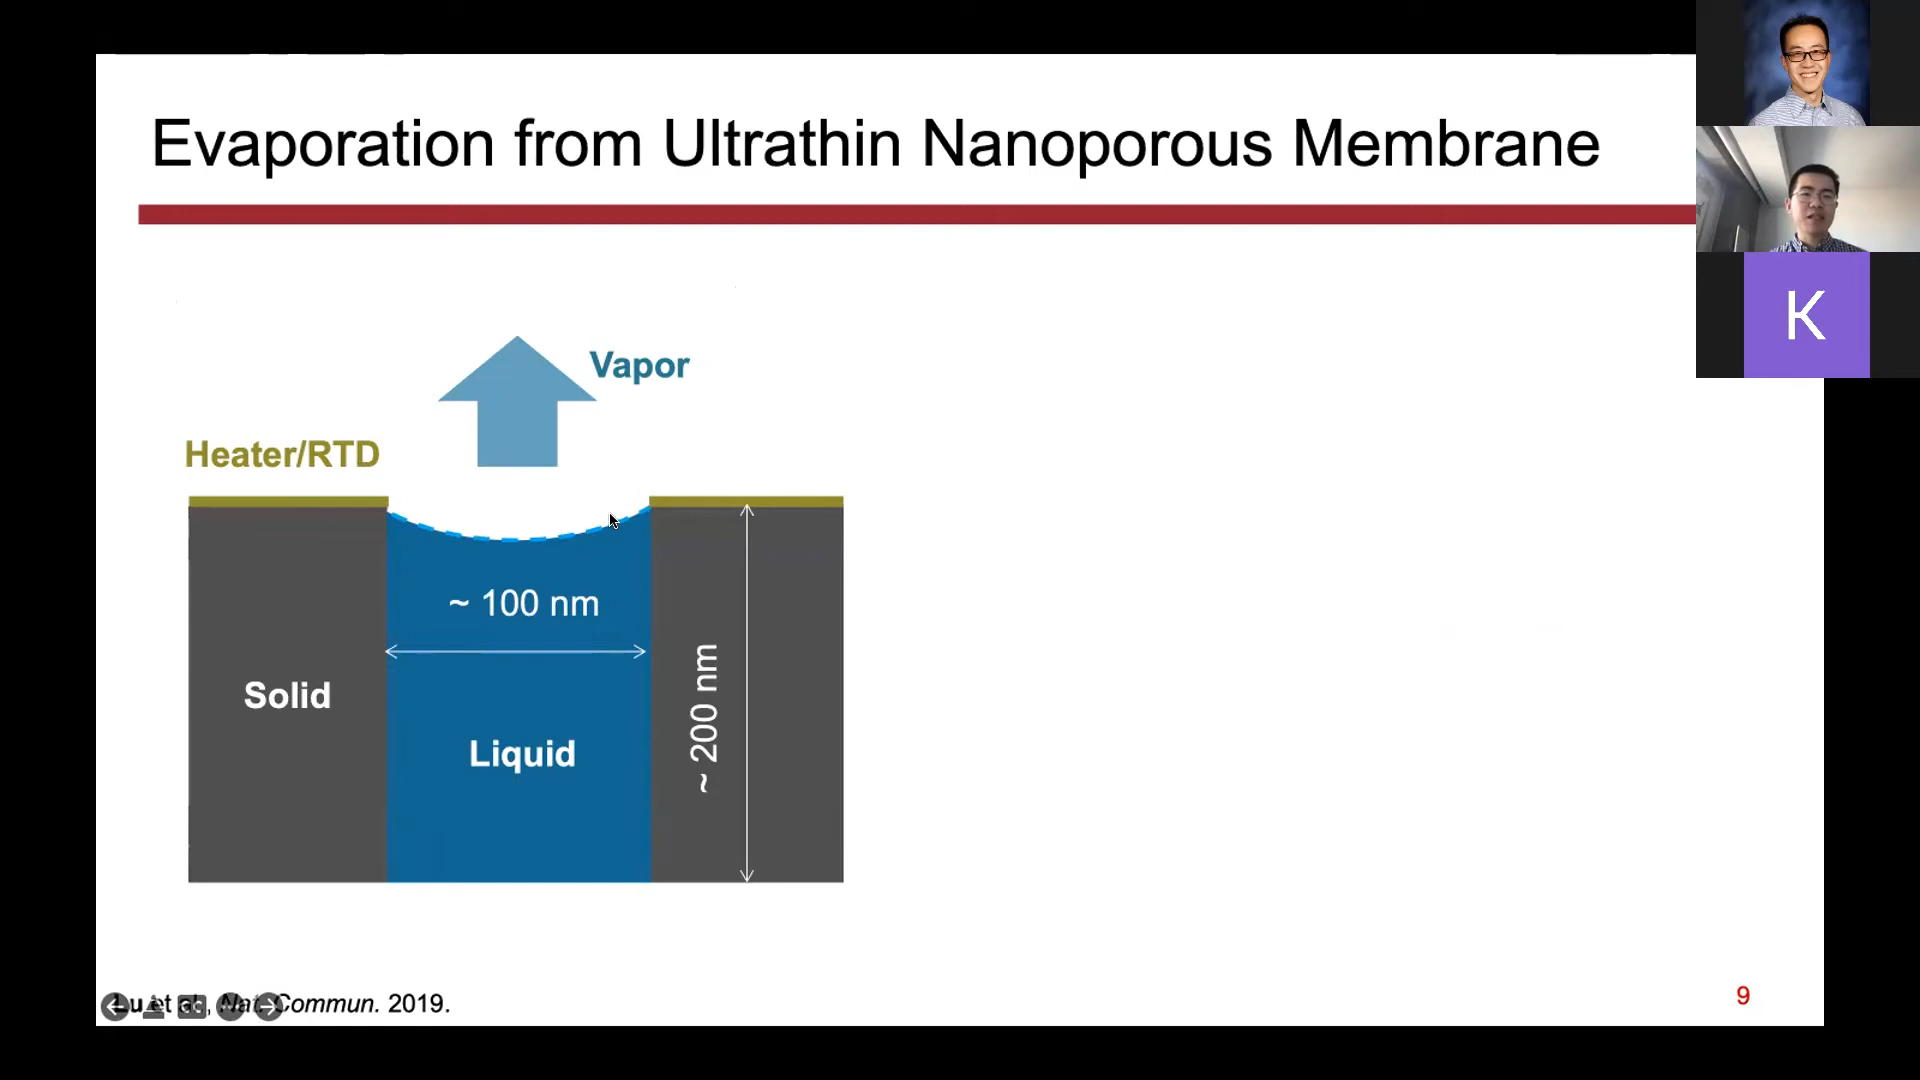 Evaporation from Ultrathin Nanoporous Membrane
Vapor
Heater/RTD
~ 100 nm
Solid
Liquid
~ 200 nm
Lu et al, Nat. Commun. 2019.
9
K